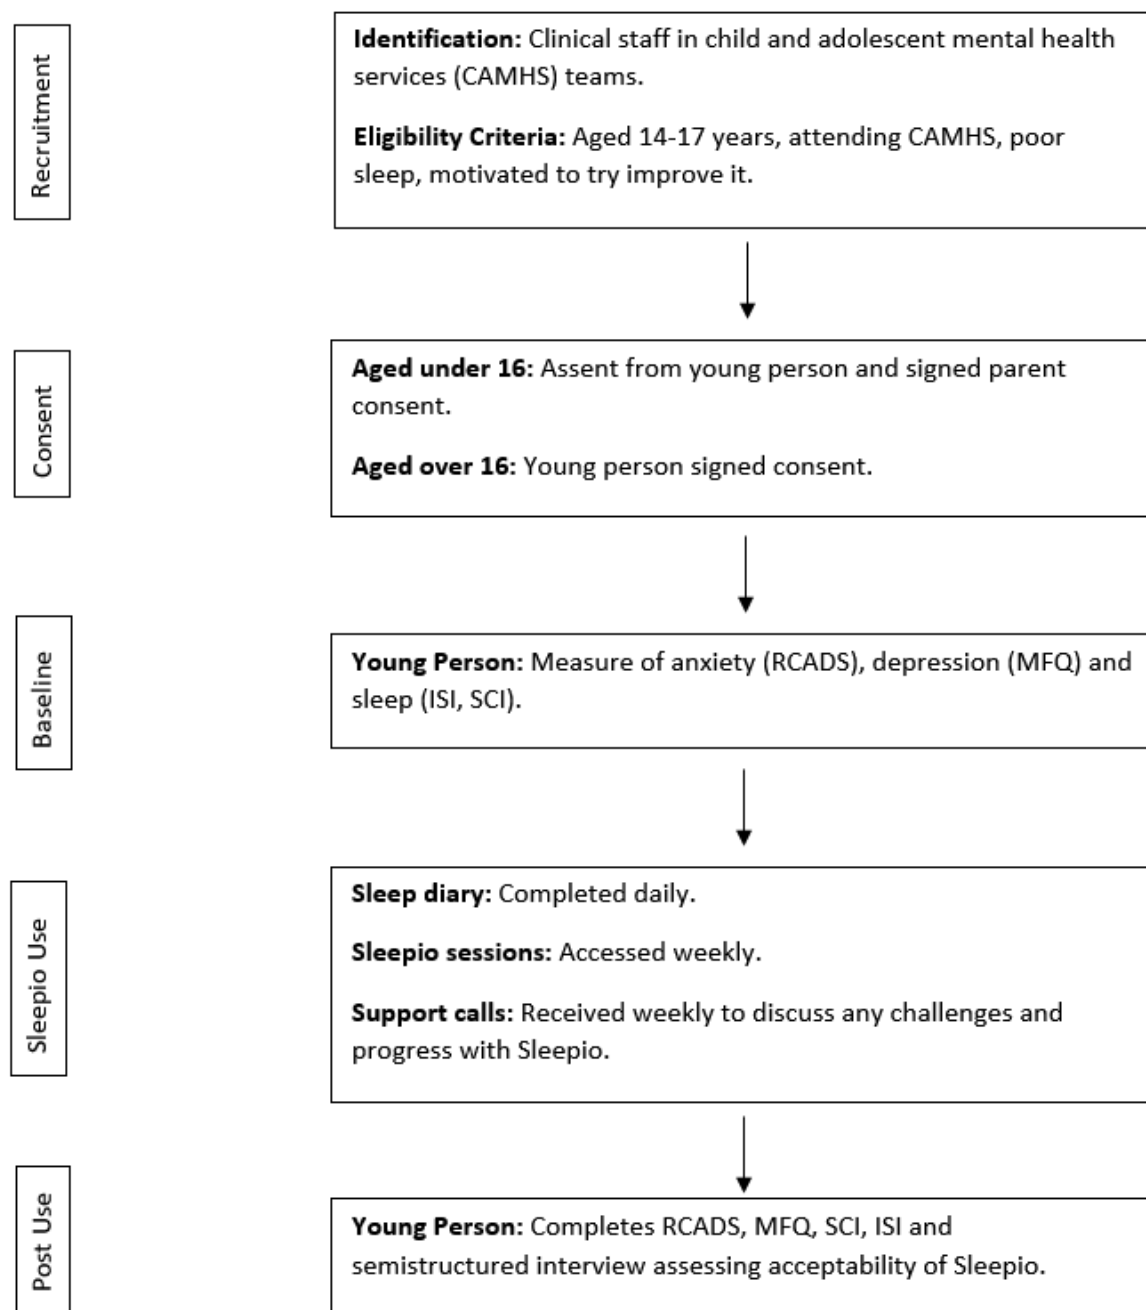 Recruitment
Identification: Clinical staff in child and adolescent mental health
services (CAMHS) teams.
Eligibility Criteria: Aged 14-17 years, attending CAMHS, poor
sleep, motivated to try improve it.
Consent
Aged under 16: Assent from young person and signed parent
consent.
Aged over 16: Young person signed consent.
Baseline
Young Person: Measure of anxiety (RCADS), depression (MFQ) and
sleep (ISI, SCI).
Sleepio Use
Sleep diary: Completed daily.
Sleepio sessions: Accessed weekly.
Support calls: Received weekly to discuss any challenges and
progress with Sleepio.
Post Use
Young Person: Completes RCADS, MFQ, SCI, ISI and
semistructured interview assessing acceptability of Sleepio.